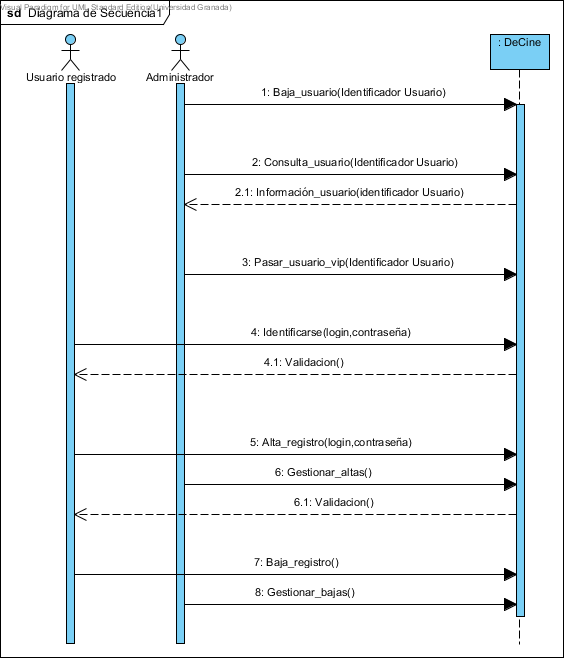 Visual Paradigm for UML Standard Edition(Universidad Granada)
sd Diagrama de Secuencia1
: DeCine
Usuario registrado
Administrador
1: Baja_usuario(Identificador Usuario)
2: Consulta_usuario(Identificador Usuario)
2.1: Información_usuario(identificador Usuario)
3: Pasar_usuario_vip(Identificador Usuario)
4: Identificarse(login,contraseña)
4.1: Validacion()
5: Alta_registro(login,contraseña)
6: Gestionar_altas()
6.1: Validacion()
7: Baja_registro()
8: Gestionar_bajas()